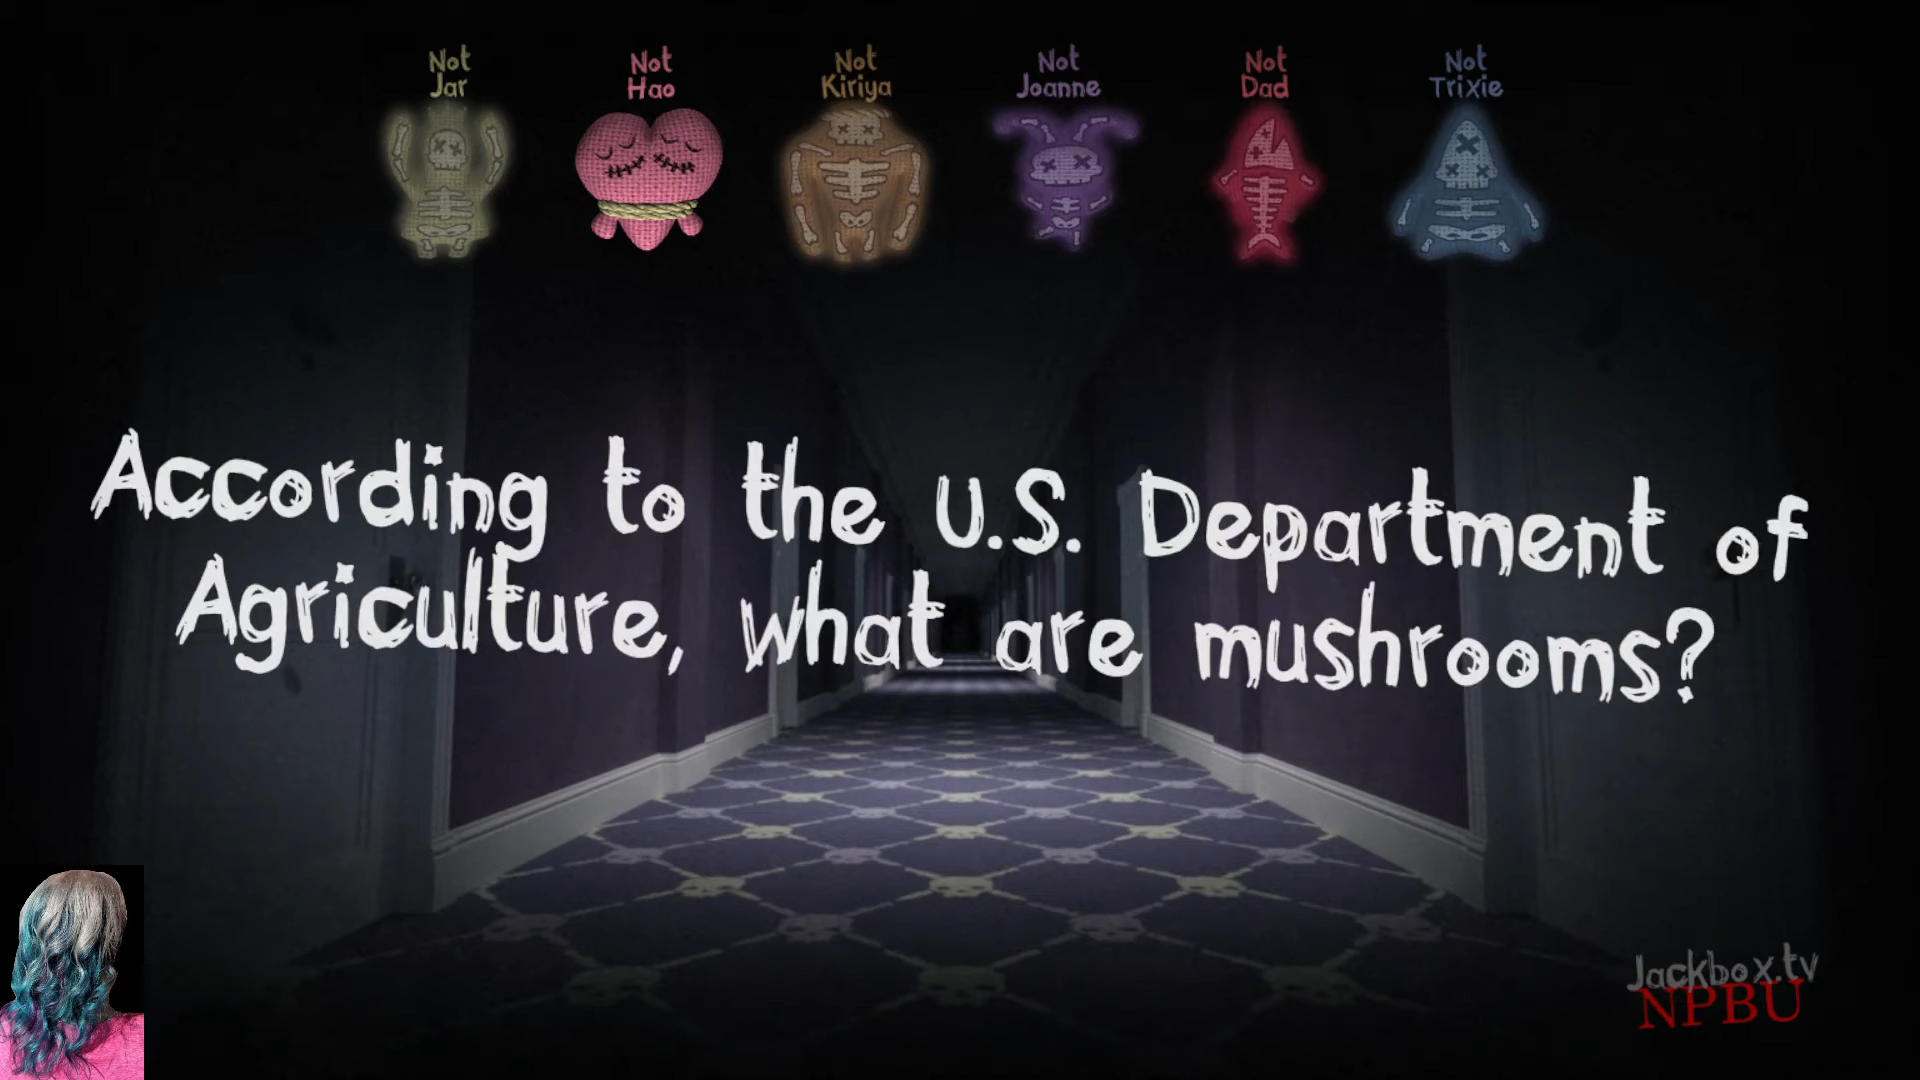 Not
Jar
Not
Hao
Not
Kiriya
Not
Joanne
Not
Dad
Not
Trixie
According to the U.S. Department of
Agriculture, what are mushrooms?
Jackbox.tv
NPBU